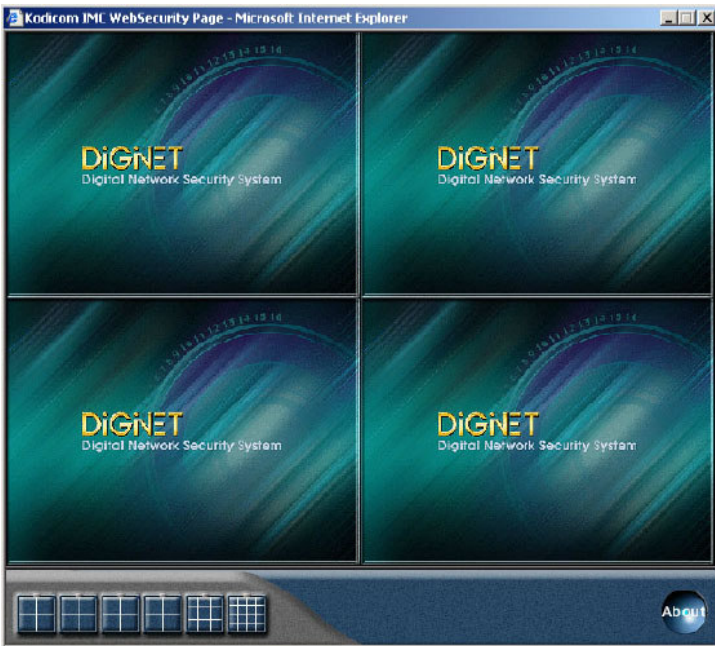 Kodicom IMC WebSecurity Page - Microsoft Internet Explorer
DiGiNET
Digital Network Security System
DiGiNET
Digital Network Security System
DiGiNET
Digital Network Security System
DiGiNET
Digital Network Security System
About